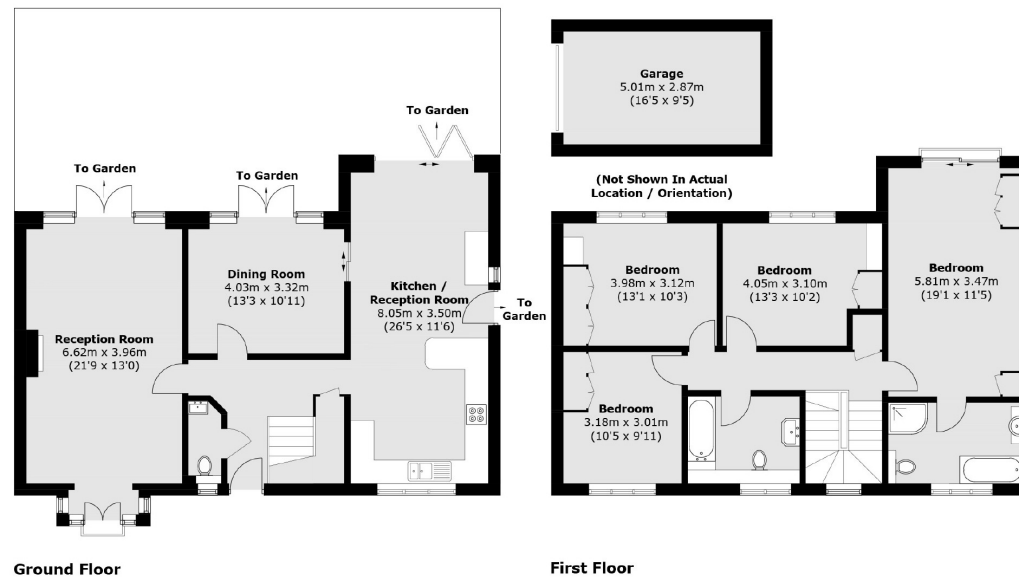 To Garden
To Garden
To Garden
Dining Room
4.03m x 3.32m
(13'3 x 10'11)
Kitchen /
Reception Room
8.05m x 3.50m
(26'5 x 11'6)
To
Garden
Reception Room
6.62m x 3.96m
(21'9 x 13'0)
Ground Floor
Garage
5.01m x 2.87m
(16'5 x 9'5)
(Not Shown In Actual
Location / Orientation)
Bedroom
3.98m x 3.12m
(13'1 x 10'3)
Bedroom
4.05m x 3.10m
(13'3 x 10'2)
Bedroom
5.81m x 3.47m
(19'1 x 11'5)
Bedroom
3.18m x 3.01m
(10'5 x 9'11)
First Floor